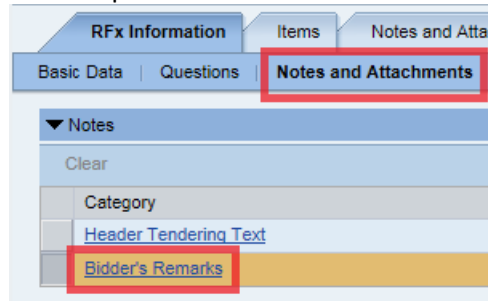 RFx Information Items Notes and Atta
Basic Data | Questions | Notes and Attachments
Notes
Clear
Category
Header Tendering Text
Bidder's Remarks